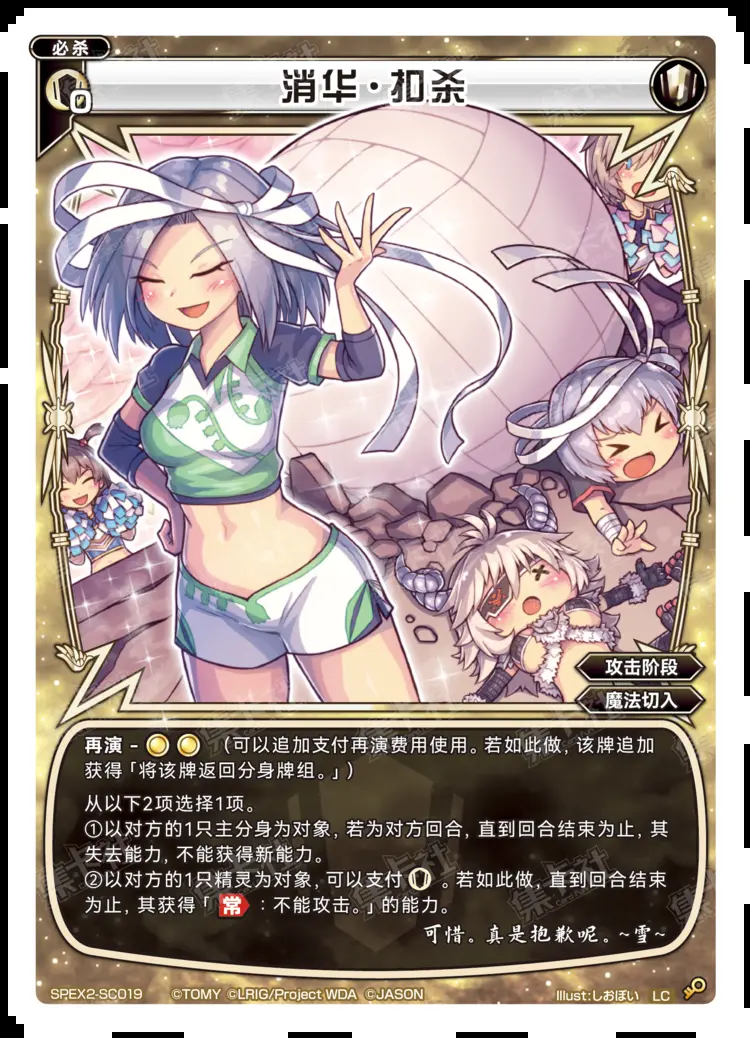 必杀
0
消华·扣杀
攻击阶段
魔法切入
再演 - (可以追加支付再演费用使用。若如此做,该牌追加
获得「将该牌返回分身牌组。」)
从以下2项选择1项。
①以对方的1只主分身为对象,若为对方回合,直到回合结束为止,其
失去能力,不能获得新能力。
②以对方的1只精灵为对象,可以支付 。若如此做,直到回合结束
为止,其获得「 常 :不能攻击。」的能力。
可惜。真是抱歉呢。~雪~
SPEX2-SC019 ©TOMY ©LRIG/Project WDA ©JASON Illust:しおぼい LC
集卡社